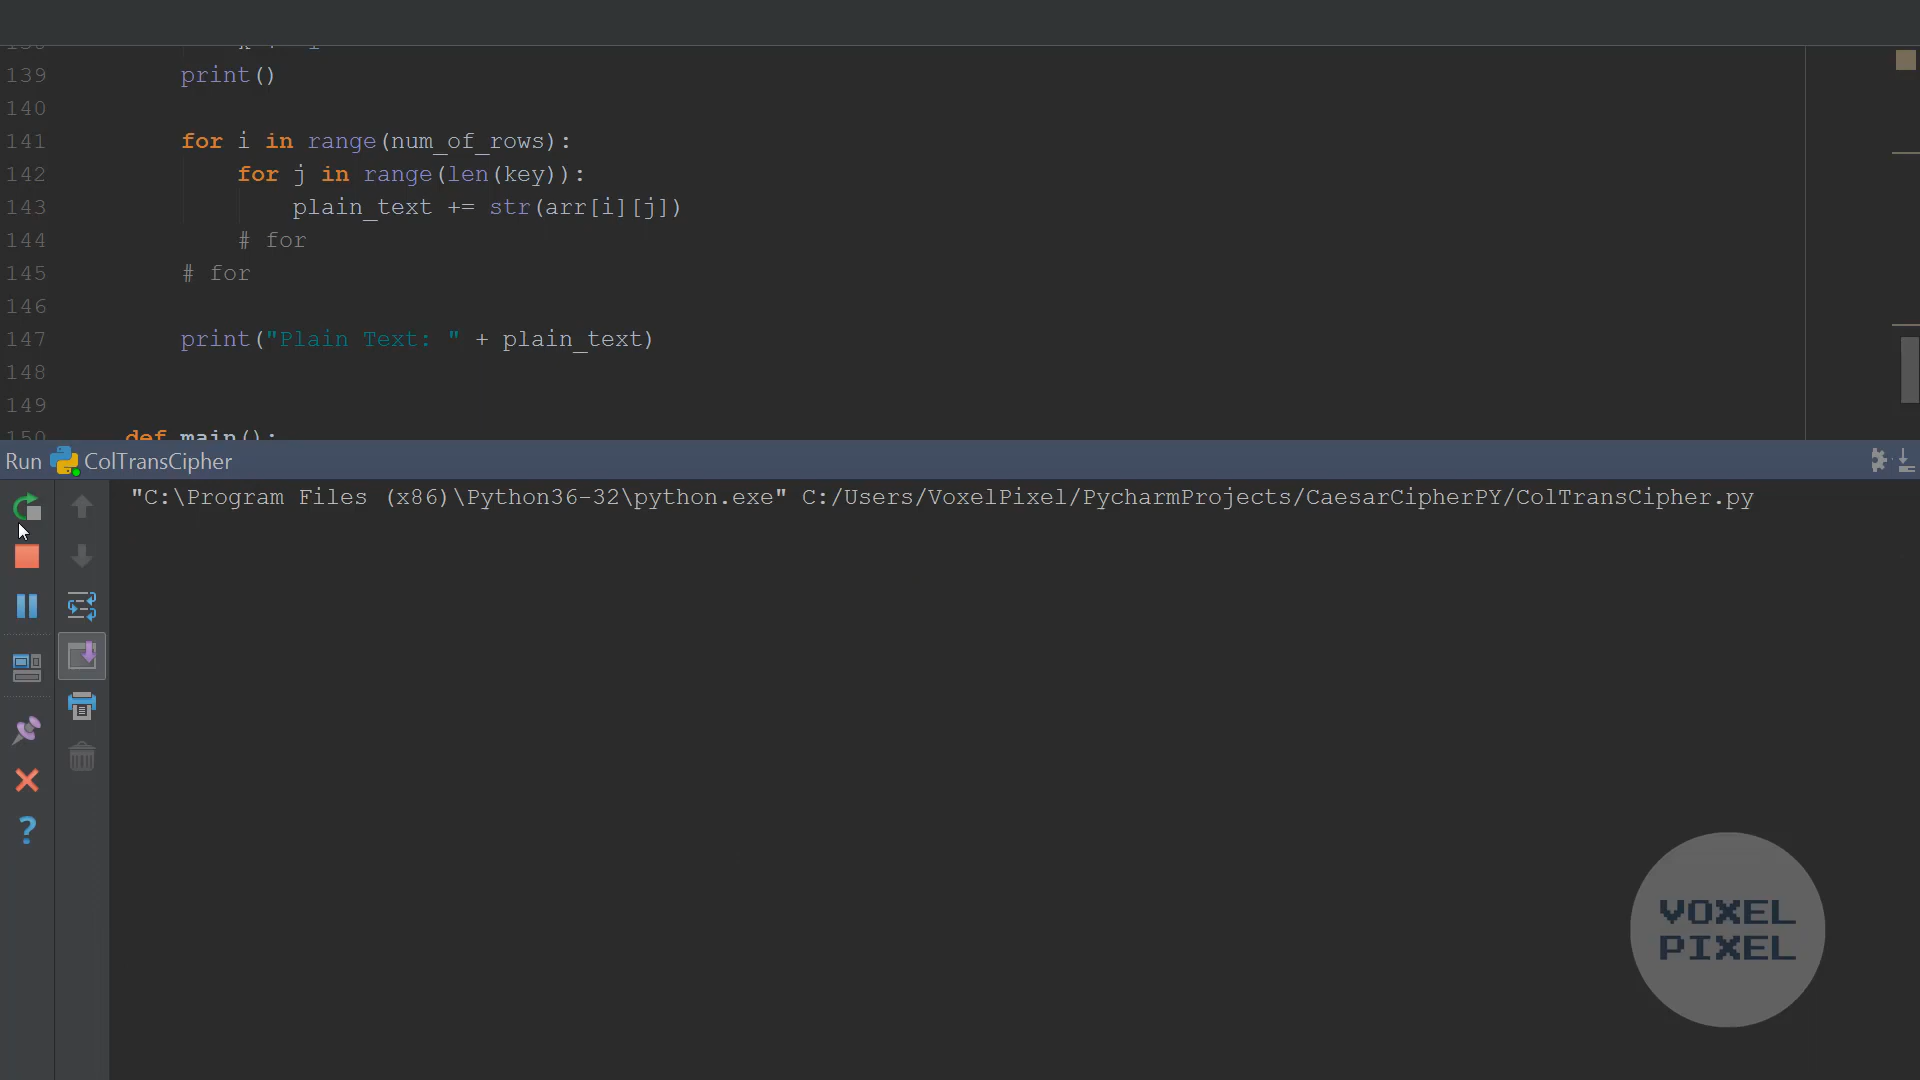 139 print()
140
141 for i in range(num_of_rows):
142 for j in range(len(key)):
143 plain_text += str(arr[i][j])
144 # for
145 # for
146
147 print("Plain Text: " + plain_text)
148
149
150 def main():
Run ColTransCipher
"C:\Program Files (x86)\Python36-32\python.exe" C:/Users/VoxelPixel/PycharmProjects/CaesarCipherPY/ColTransCipher.py
?
VOXEL
PIXEL